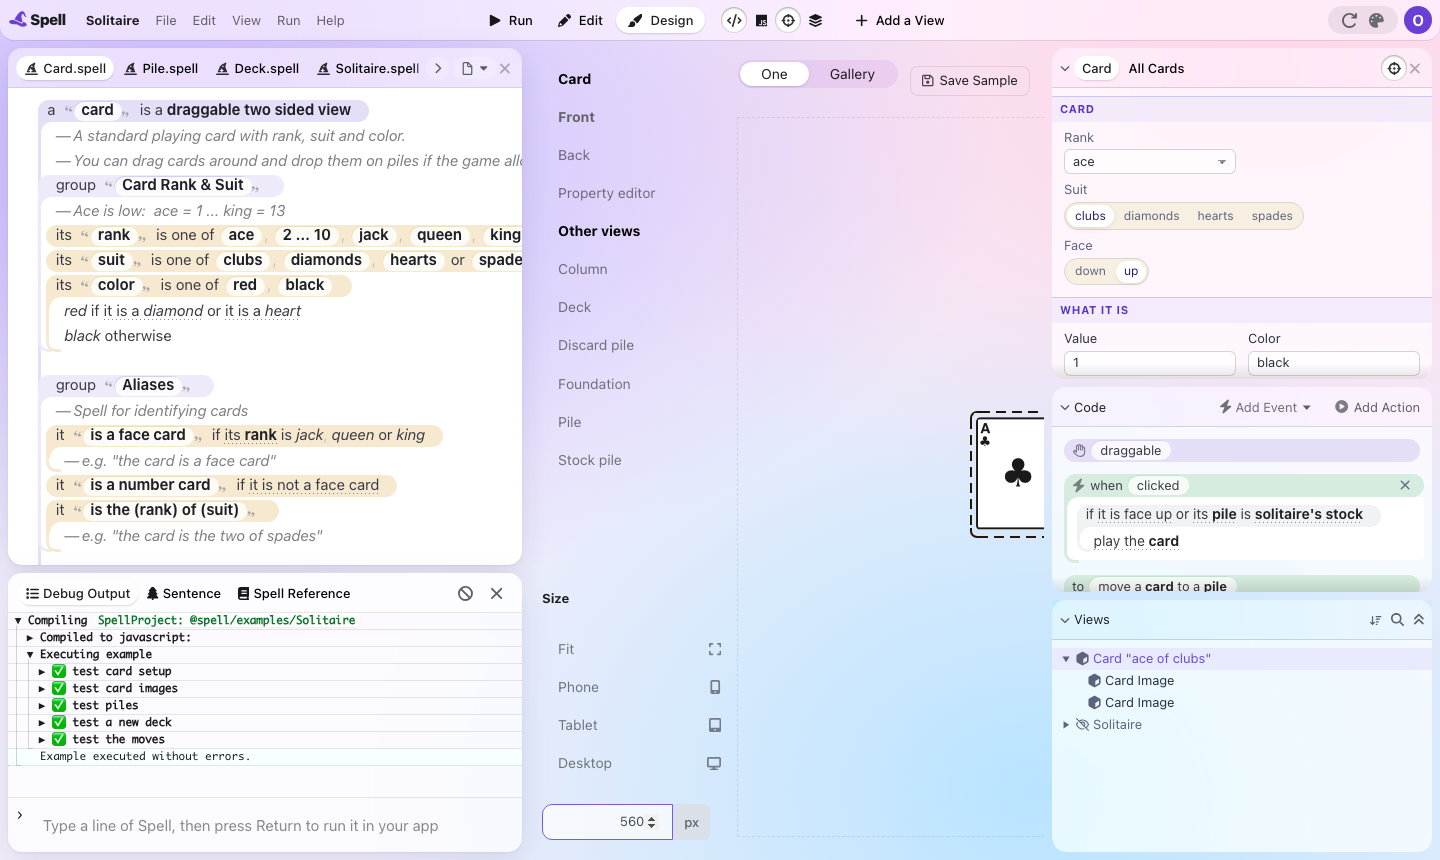 Spell Solitaire File Edit View Run Help Run Edit Design </> JS Add a View O
Card.spell Pile.spell Deck.spell Solitaire.spell
a “ card „ is a draggable two sided view
— A standard playing card with rank, suit and color.
— You can drag cards around and drop them on piles if the game
group “ Card Rank & Suit „
— Ace is low: ace = 1 ... king = 13
its “ rank „ is one of ace , 2 ... 10 , jack , queen , king
its “ suit „ is one of clubs , diamonds , hearts or spade
its “ color „ is one of red , black
red if it is a diamond or it is a heart
black otherwise
group “ Aliases „
— Spell for identifying cards
it “ is a face card „ if its rank is jack, queen or king
— e.g. "the card is a face card"
it “ is a number card „ if it is not a face card
it “ is the (rank) of (suit) „
— e.g. "the card is the two of spades"
Debug Output Sentence Spell Reference
Compiling SpellProject: @spell/examples/Solitaire
Compiled to javascript:
Executing example
test card setup
test card images
test piles
test a new deck
test the moves
Example executed without errors.
Type a line of Spell, then press Return to run it in your app
Card
Front
Back
Property editor
Other views
Column
Deck
Discard pile
Foundation
Pile
Stock pile
Size
Fit
Phone
Tablet
Desktop
560 px
One Gallery Save Sample
A
Card All Cards
CARD
Rank
ace
Suit
clubs diamonds hearts spades
Face
down up
WHAT IT IS
Value Color
1 black
Code Add Event Add Action
draggable
when clicked
if it is face up or its pile is solitaire's stock
play the card
to move a card to a pile
Views
Card "ace of clubs"
Card Image
Card Image
Solitaire